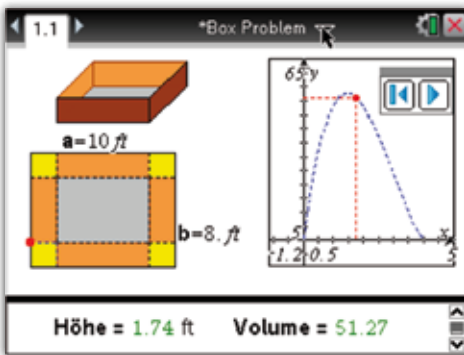 1.1 *Box Problem
a=10 ft
b=8. ft
65 y
x
-1.2 0.5 5
-5
Höhe = 1.74 ft Volume = 51.27